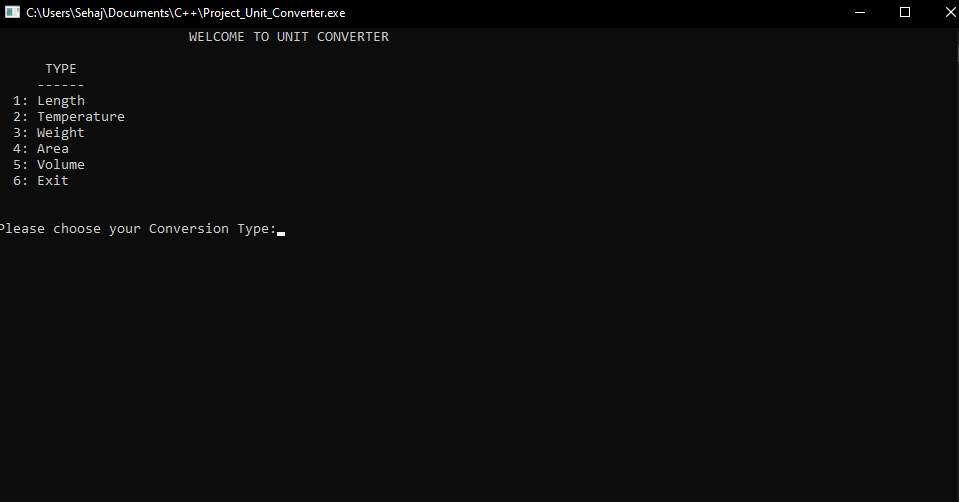 C:\Users\Sehaj\Documents\C++\Project_Unit_Converter.exe
WELCOME TO UNIT CONVERTER
TYPE
------
1: Length
2: Temperature
3: Weight
4: Area
5: Volume
6: Exit
Please choose your Conversion Type: